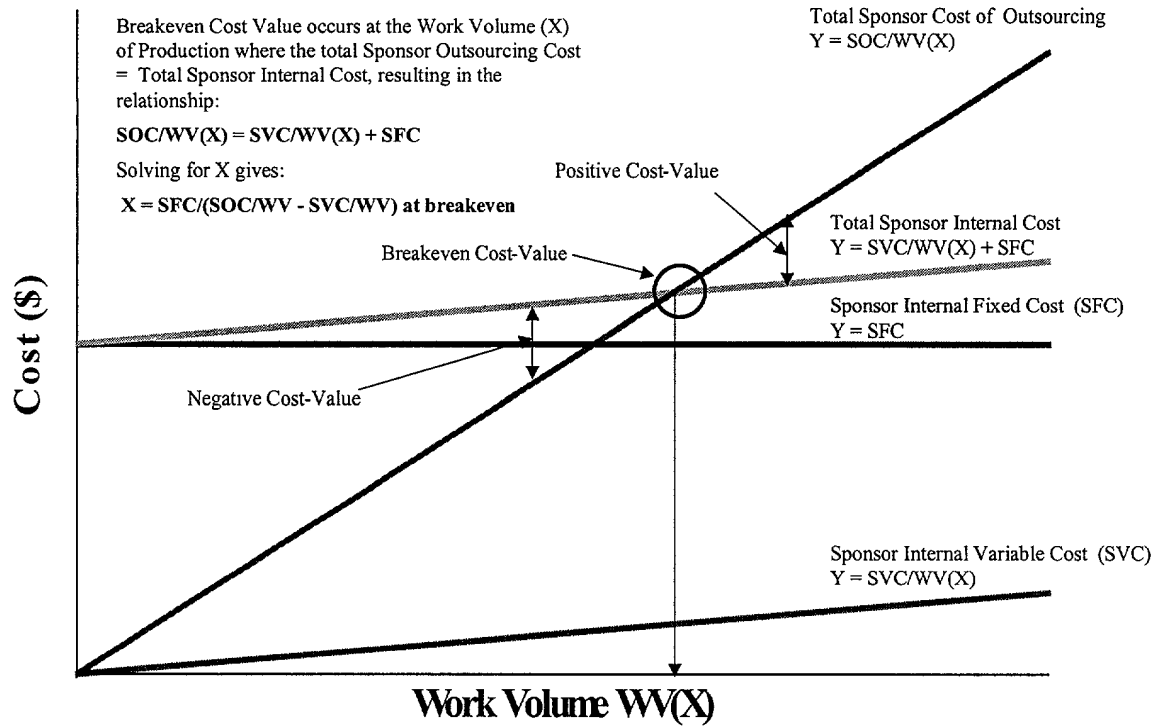 Breakeven Cost Value occurs at the Work Volume (X)
of Production where the total Sponsor Outsourcing Cost
= Total Sponsor Internal Cost, resulting in the
relationship:
SOC/WV(X) = SVC/WV(X) + SFC
Solving for X gives:
X = SFC/(SOC/WV - SVC/WV) at breakeven
Total Sponsor Cost of Outsourcing
Y = SOC/WV(X)
Positive Cost-Value
Total Sponsor Internal Cost
Y = SVC/WV(X) + SFC
Breakeven Cost-Value
Sponsor Internal Fixed Cost (SFC)
Y = SFC
Negative Cost-Value
Cost ($)
Sponsor Internal Variable Cost (SVC)
Y = SVC/WV(X)
Work Volume WV(X)